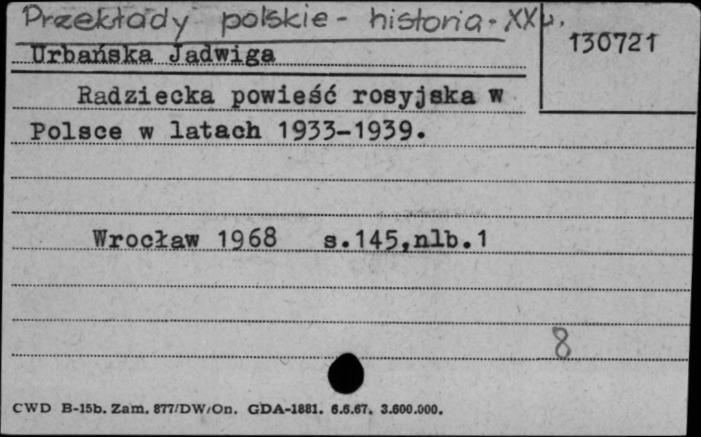 Przekłady polskie - historia - XX w.
130721
Urbańska Jadwiga
Radziecka powieść rosyjska w
Polsce w latach 1933-1939.
Wrocław 1968 s.145,nlb.1
8
CWD B-15b. Zam. 877/DW/On. GDA-1881. 6.6.67. 3.600.000.